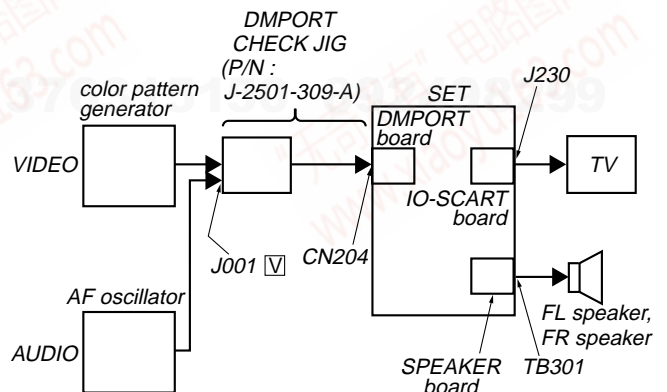 DMPORT
CHECK JIG
(P/N :
J-2501-309-A)
J230
color pattern
generator
SET
DMPORT
board
VIDEO
TV
IO-SCART
board
J001 V
CN204
AF oscillator
FL speaker,
FR speaker
AUDIO
SPEAKER
board
TB301